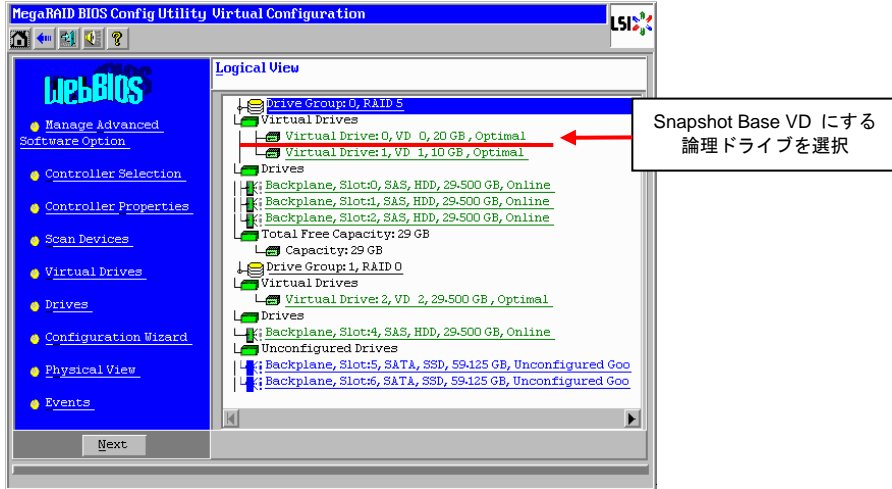 MegaRAID BIOS Config Utility Virtual Configuration
LSI
WebBIOS
Manage Advanced
Software Option
Controller Selection
Controller Properties
Scan Devices
Virtual Drives
Drives
Configuration Wizard
Physical View
Events
Next
Logical View
Drive Group: 0, RAID 5
Virtual Drives
Virtual Drive: 0, VD 0, 20 GB, Optimal
Virtual Drive: 1, VD 1, 10 GB, Optimal
Drives
Backplane, Slot:0, SAS, HDD, 29.500 GB, Online
Backplane, Slot:1, SAS, HDD, 29.500 GB, Online
Backplane, Slot:2, SAS, HDD, 29.500 GB, Online
Total Free Capacity: 29 GB
Capacity: 29 GB
Drive Group: 1, RAID 0
Virtual Drives
Virtual Drive: 2, VD 2, 29.500 GB, Optimal
Drives
Backplane, Slot:4, SAS, HDD, 29.500 GB, Online
Unconfigured Drives
Backplane, Slot:5, SATA, SSD, 59.125 GB, Unconfigured Goo
Backplane, Slot:6, SATA, SSD, 59.125 GB, Unconfigured Goo
Snapshot Base VD にする
論理ドライブを選択